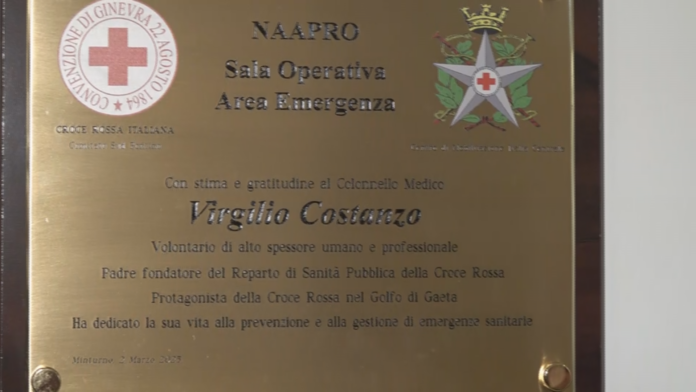 CONVENZIONE DI GINEVRA 22 AGOSTO 1864
CROCE ROSSA ITALIANA
NAAPRO
Sala Operativa
Area Emergenza
Con stima e gratitudine al Colonnello Medico
Virgilio Costanzo
Volontario di alto spessore umano e professionale
Padre fondatore del Reparto di Sanità Pubblica della Croce Rossa
Protagonista della Croce Rossa nel Golfo di Gaeta
Ha dedicato la sua vita alla prevenzione e alla gestione di emergenze sanitarie
Minturno, 2 Marzo